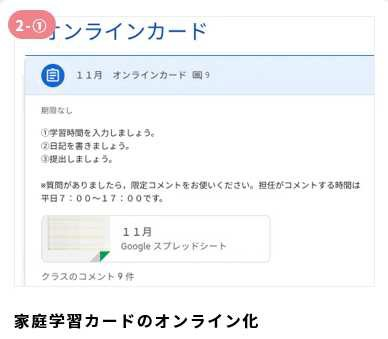 2-①
オンラインカード
１１月　オンラインカード 9
期限なし
①学習時間を入力しましょう。
②日記を書きましょう。
③提出しましょう。
※質問がありましたら，限定コメントをお使いください。担任がコメントする時間は
平日７：００〜１７：００です。
１１月
Google スプレッドシート
クラスのコメント 9 件
家庭学習カードのオンライン化